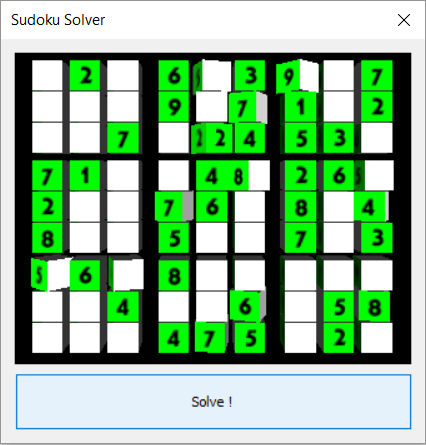 Sudoku Solver
2 6 3 9 7
9 7 1 2
7 2 4 5 3
7 1 4 8 2 6
2 7 6 8 4
8 5 7 3
5 6 8
4 6 5 8
4 7 5 2
Solve !